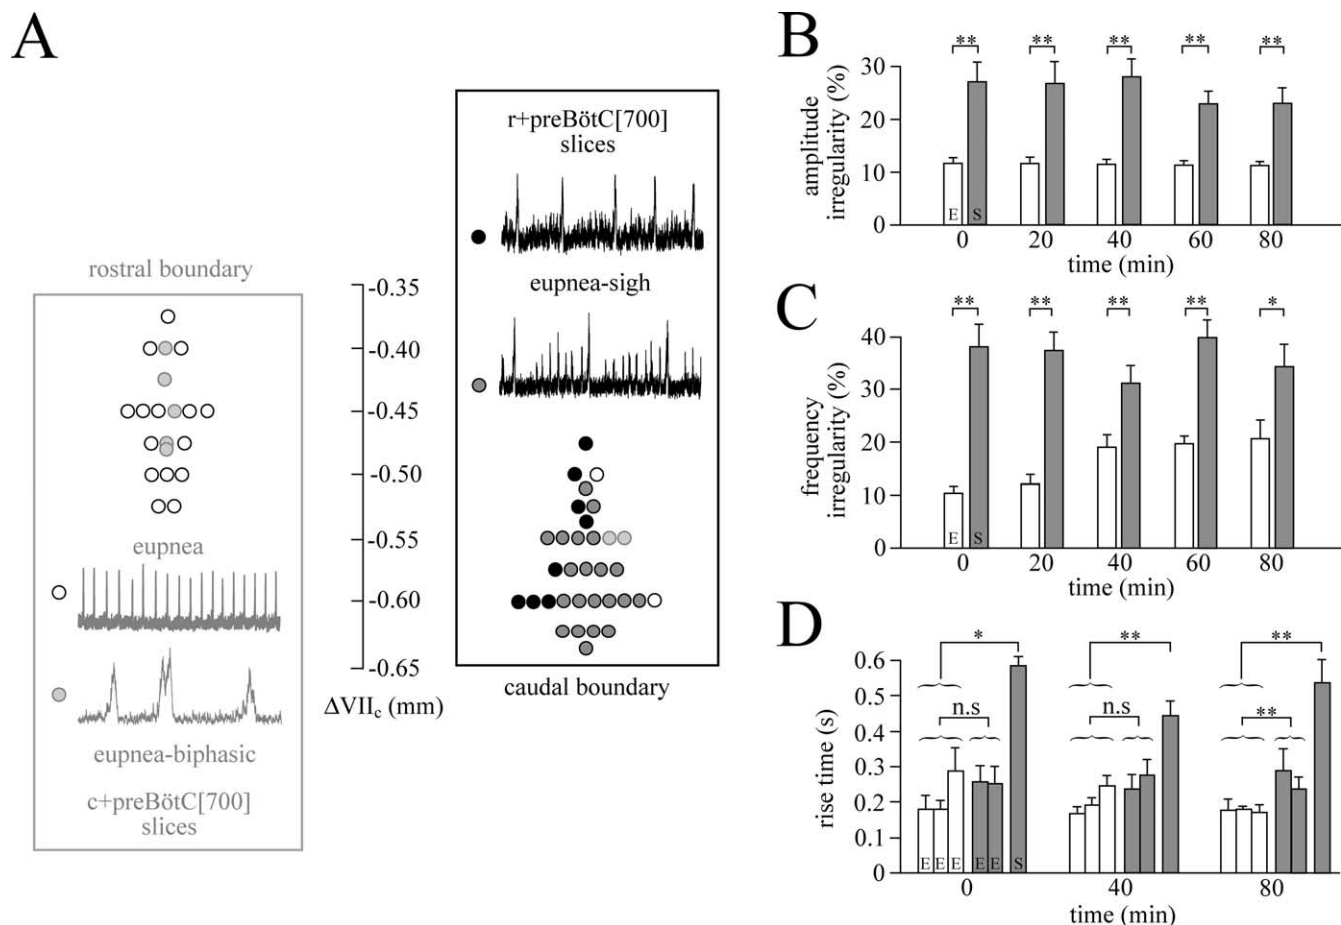 A
rostral boundary
eupnea
eupnea-biphasic
c+preBötC[700]
slices
-0.35
-0.40
-0.45
-0.50
-0.55
-0.60
-0.65
ΔVIIc (mm)
r+preBötC[700]
slices
eupnea-sigh
caudal boundary
B
** ** ** ** **
30
20
10
0
amplitude
irregularity (%)
E S
0 20 40 60 80
time (min)
C
** ** ** ** *
40
30
20
10
0
frequency
irregularity (%)
E S
0 20 40 60 80
time (min)
D
* ** **
n.s n.s **
0.6
0.5
0.4
0.3
0.2
0.1
0
rise time (s)
E E E E E S
0 40 80
time (min)